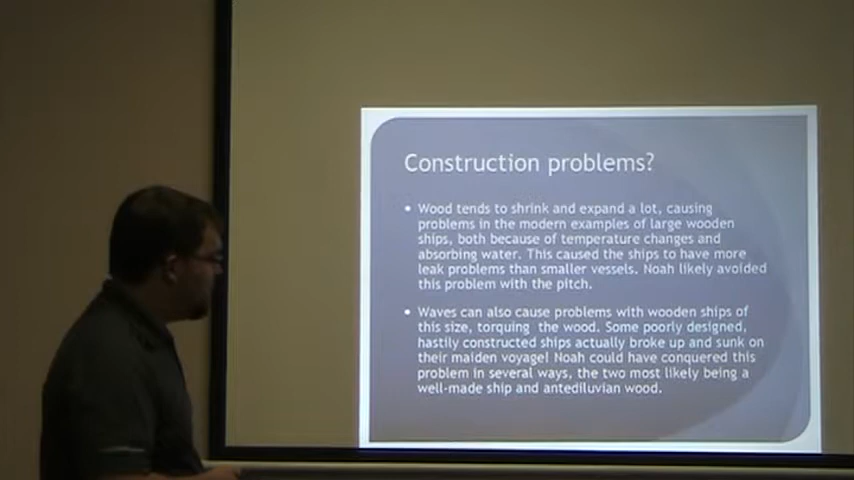 Construction problems?
• Wood tends to shrink and expand a lot, causing
problems in the modern examples of large wooden
ships, both because of temperature changes and
absorbing water. This caused the ships to have more
leak problems than smaller vessels. Noah likely avoided
this problem with the pitch.
• Waves can also cause problems with wooden ships of
this size, torquing the wood. Some poorly designed,
hastily constructed ships actually broke up and sunk on
their maiden voyage! Noah could have conquered this
problem in several ways, the two most likely being a
well-made ship and antediluvian wood.